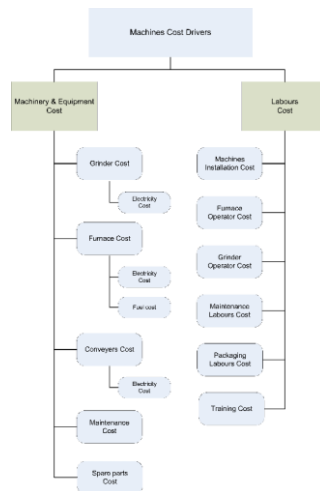 Machines Cost Drivers
Machinery & Equipment
Cost
Labours
Cost
Grinder Cost
Electricity
Cost
Furnace Cost
Electricity
Cost
Fuel cost
Conveyers Cost
Electricity
Cost
Maintenance
Cost
Spare parts
Cost
Machines
Installation Cost
Furnace
Operator Cost
Grinder
Operator Cost
Maintenance
Labours Cost
Packaging
Labours Cost
Training Cost